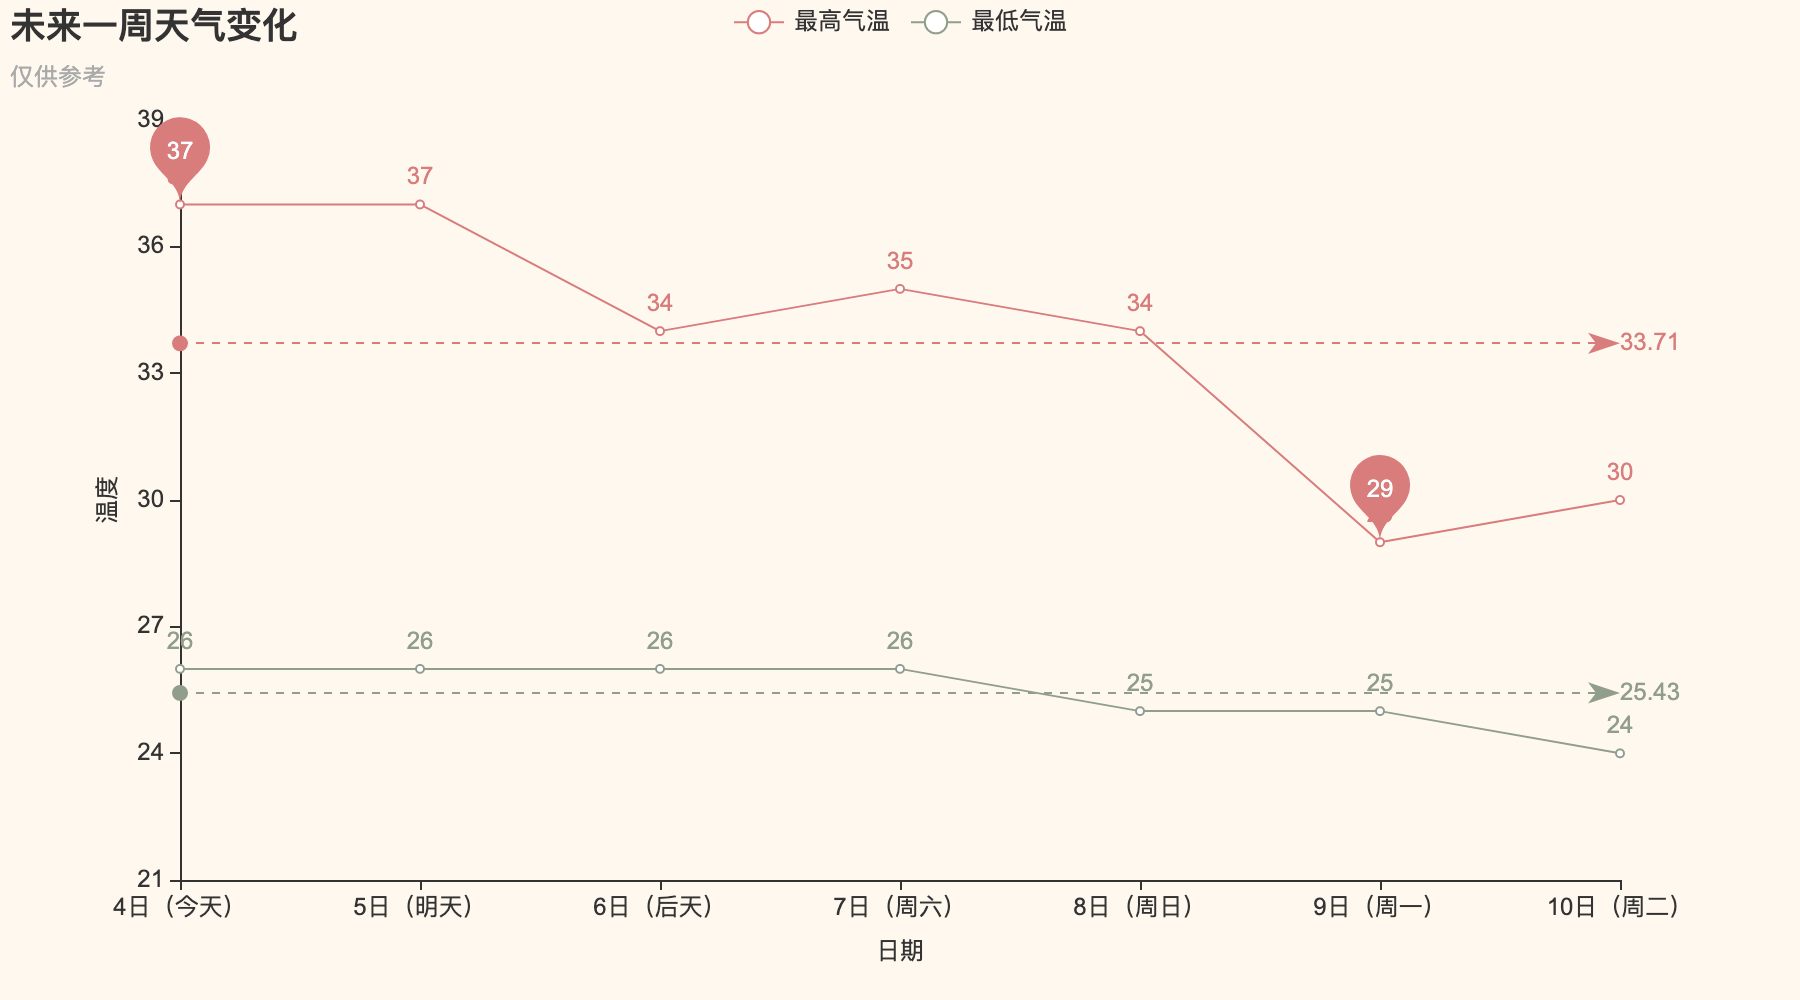 未来一周天气变化
仅供参考
最高气温 最低气温
39
36
33
30
27
24
21
温度
37
37
34
35
34
29
30
33.71
26
26
26
26
25
25
24
25.43
4日（今天）
5日（明天）
6日（后天）
7日（周六）
8日（周日）
9日（周一）
10日（周二）
日期